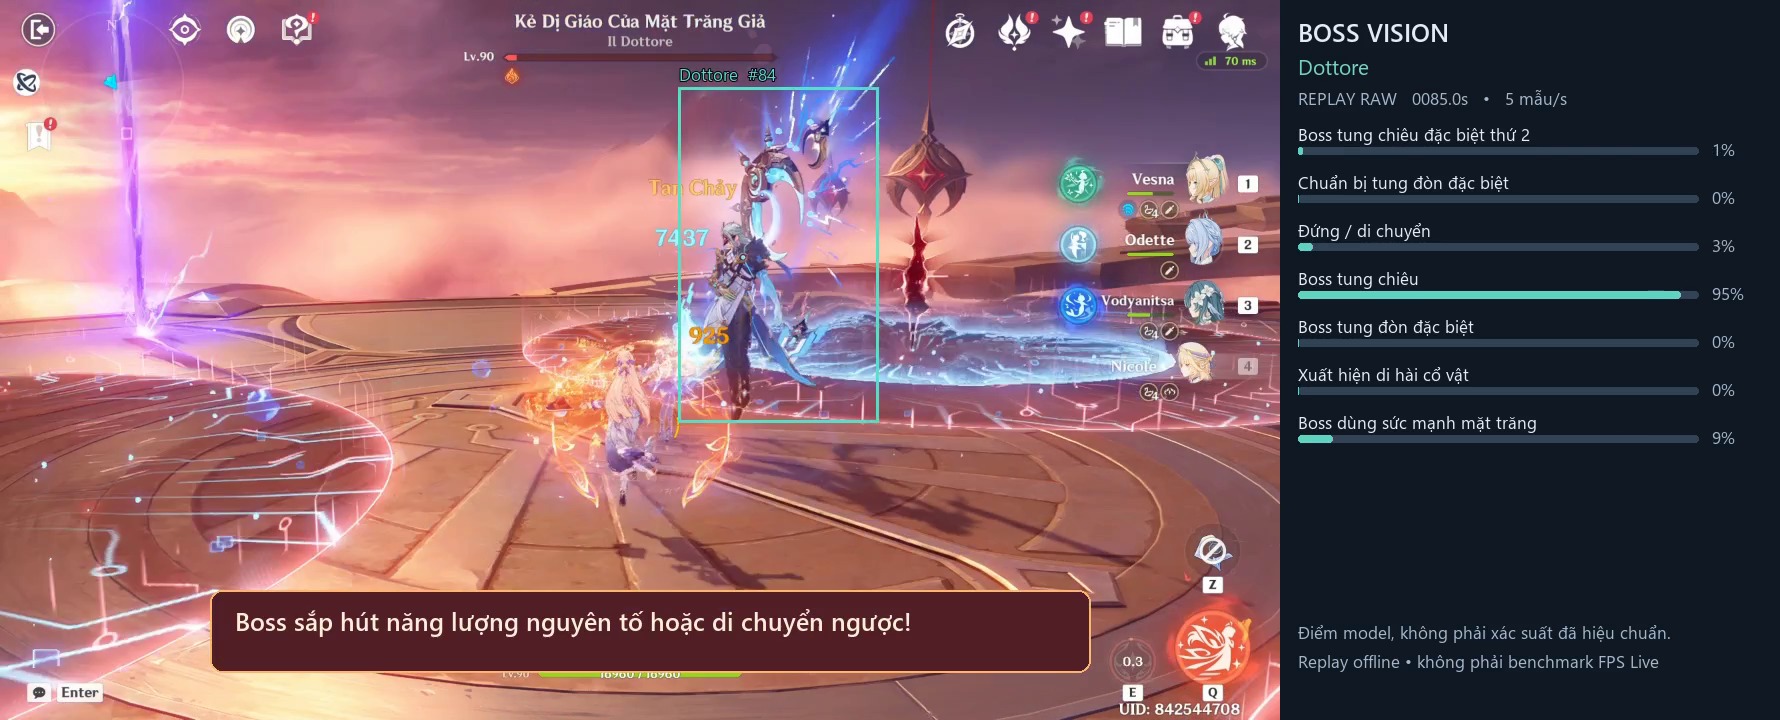 Kẻ Dị Giáo Của Mặt Trăng Giả
Il Dottore
Lv.90
70 ms
Dottore #84
Tan Chảy
7437
925
Vesna
1
Odette
2
Vodyanitsa
3
Nicole
4
Z
Boss sắp hút năng lượng nguyên tố hoặc di chuyển ngược!
0.3
Lv.90
16960 / 16960
Enter
E
Q
UID: 842544708
BOSS VISION
Dottore
REPLAY RAW 0085.0s • 5 mẫu/s
Boss tung chiêu đặc biệt thứ 2
1%
Chuẩn bị tung đòn đặc biệt
0%
Đứng / di chuyển
3%
Boss tung chiêu
95%
Boss tung đòn đặc biệt
0%
Xuất hiện di hài cổ vật
0%
Boss dùng sức mạnh mặt trăng
9%
Điểm model, không phải xác suất đã hiệu chuẩn.
Replay offline • không phải benchmark FPS Live